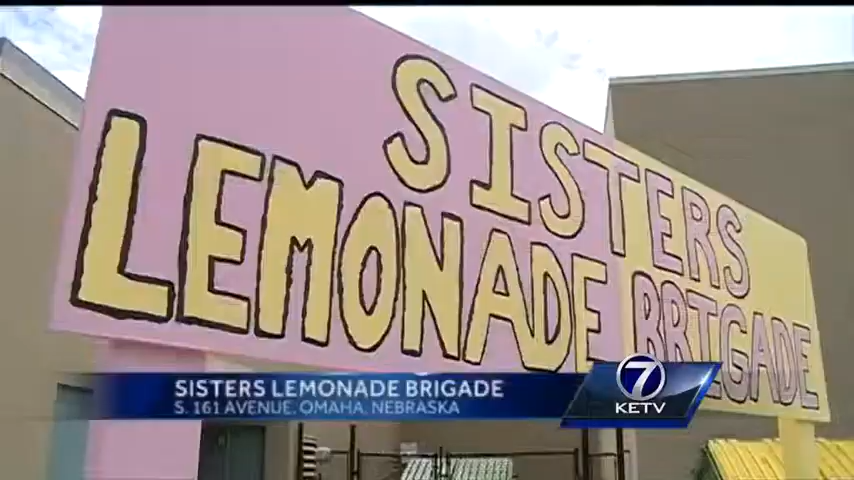 SISTERS
LEMONADE BRIGADE
SISTERS LEMONADE BRIGADE
S. 161 AVENUE, OMAHA, NEBRASKA
7
KETV